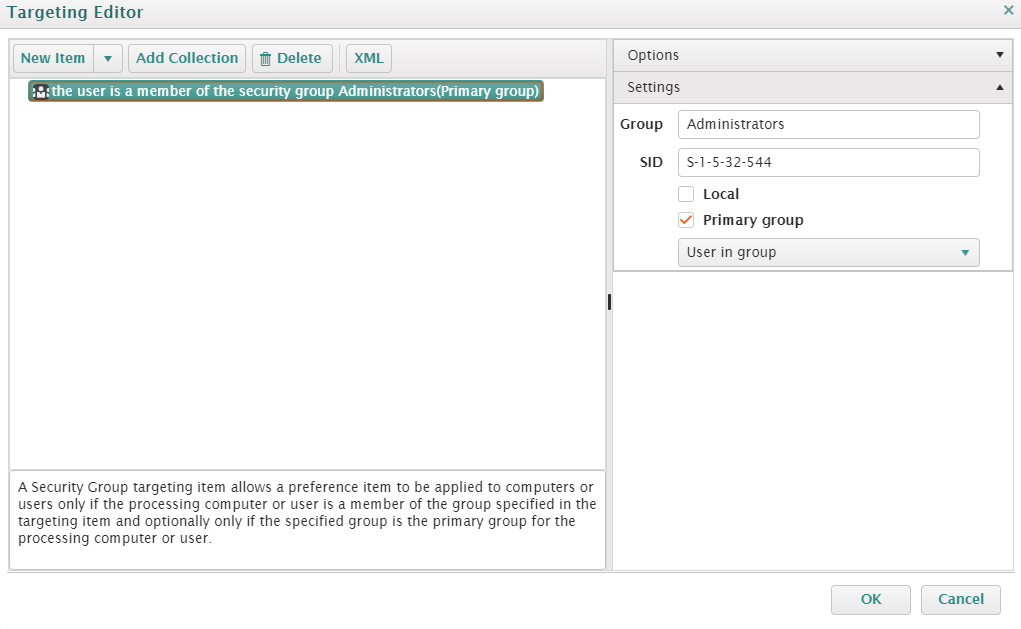 Targeting Editor
New Item
Add Collection
Delete
XML
the user is a member of the security group Administrators(Primary group)
A Security Group targeting item allows a preference item to be applied to computers or
users only if the processing computer or user is a member of the group specified in the
targeting item and optionally only if the specified group is the primary group for the
processing computer or user.
Options
Settings
Group
Administrators
SID
S-1-5-32-544
Local
Primary group
User in group
OK
Cancel